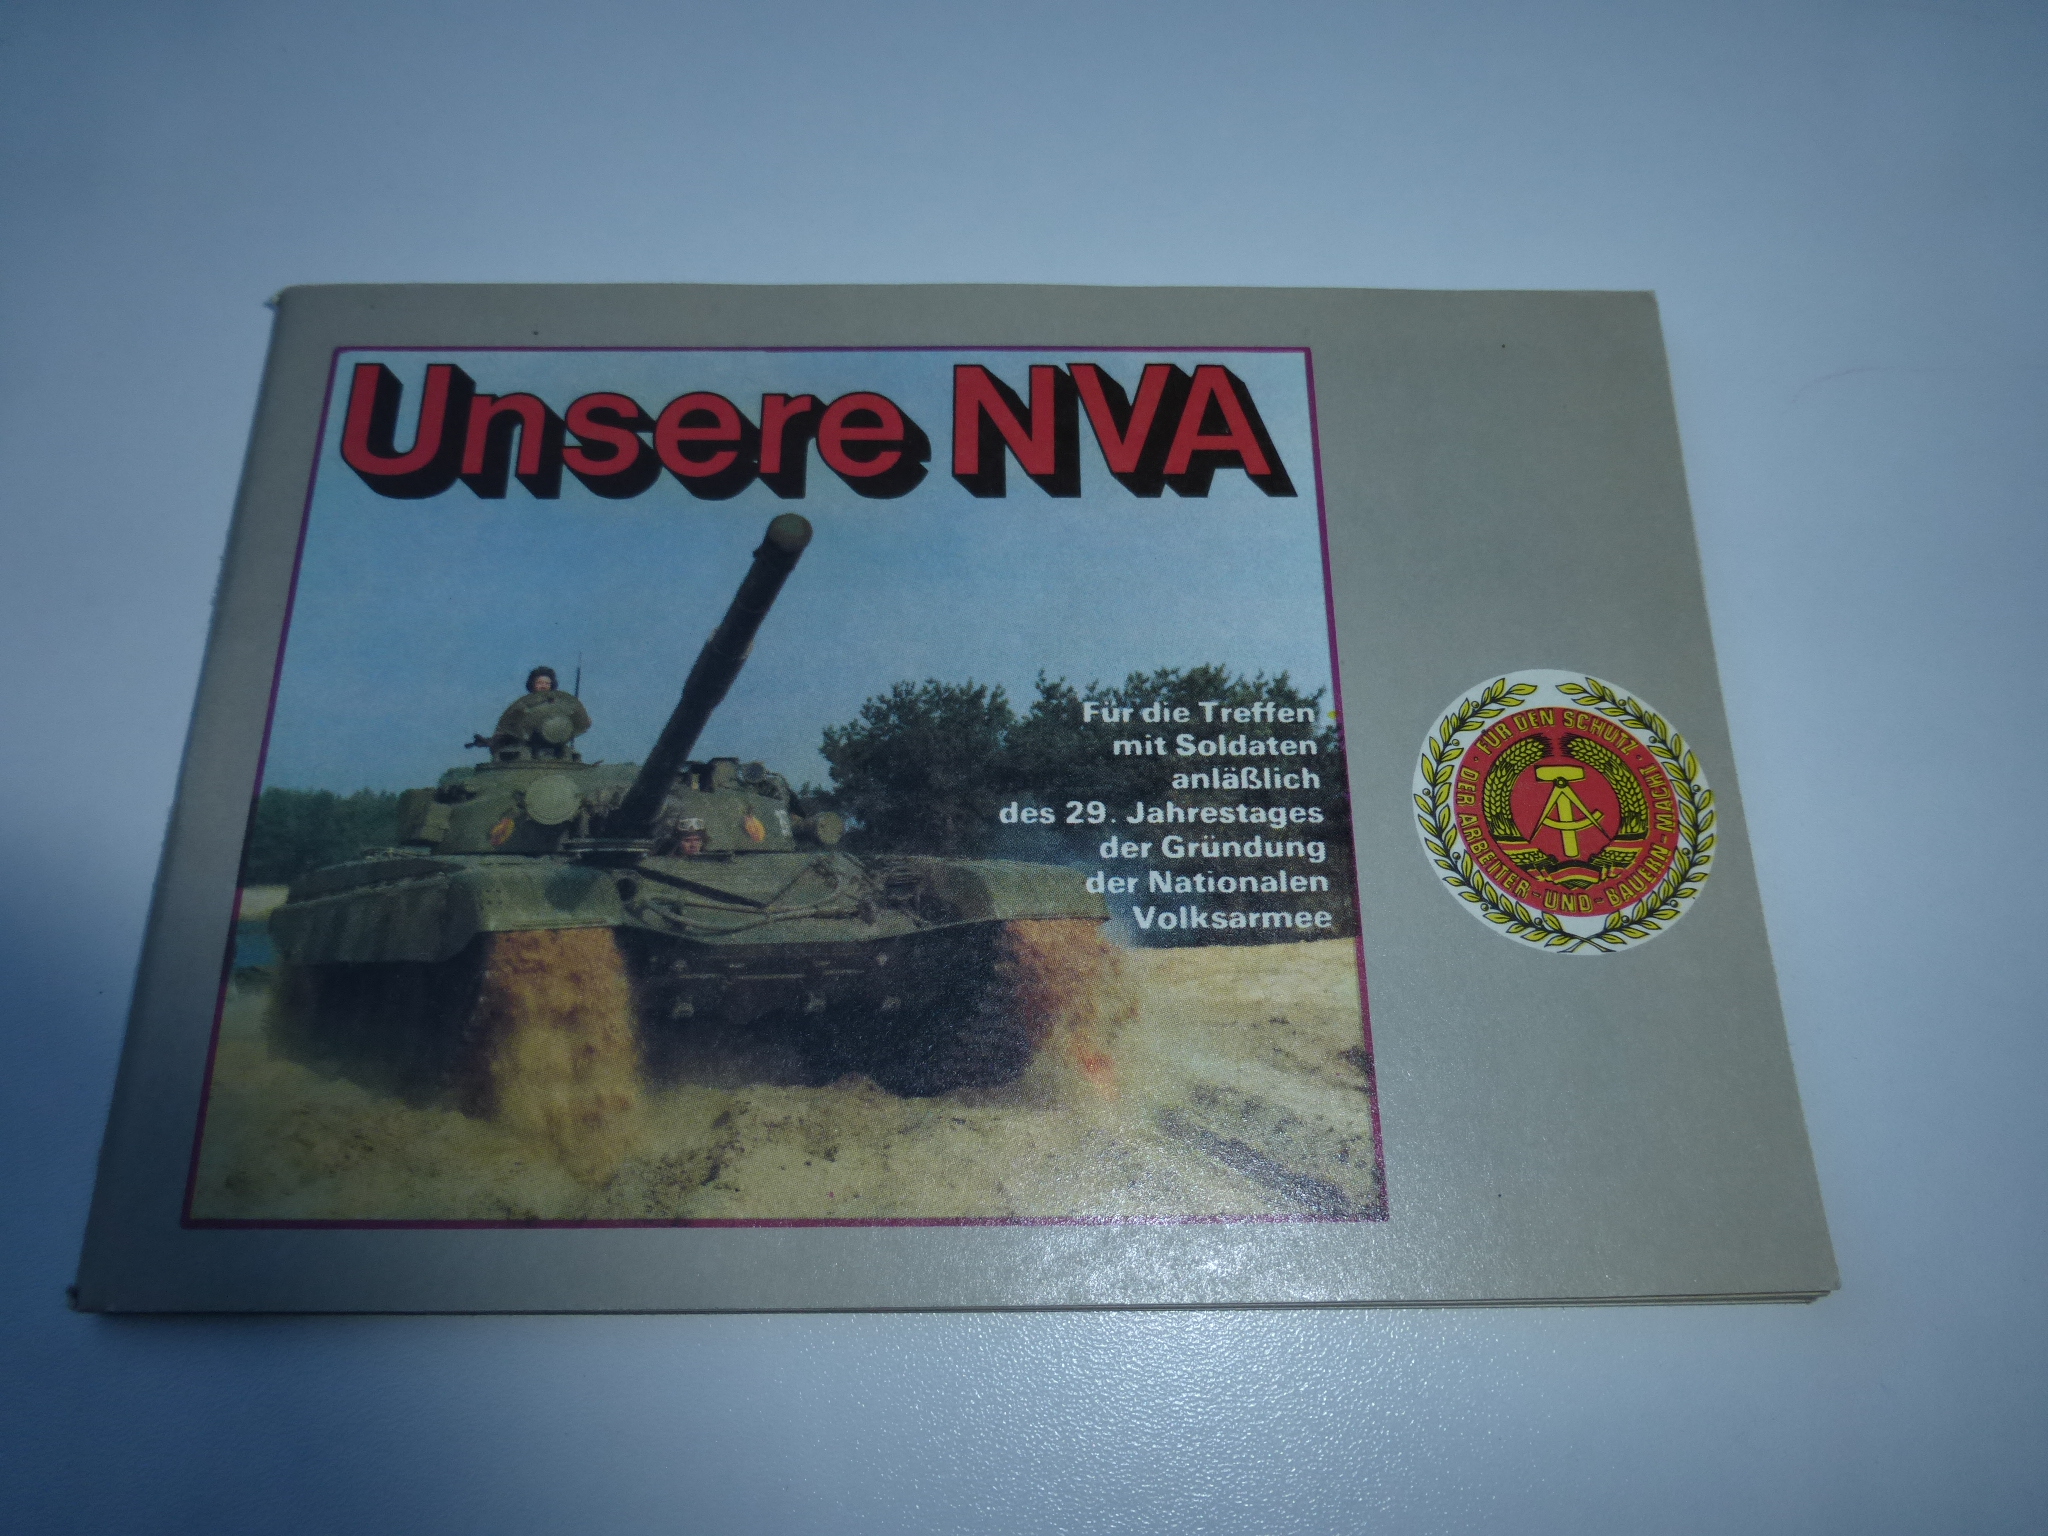 Unsere NVA
Für die Treffen
mit Soldaten
anläßlich
des 29. Jahrestages
der Gründung
der Nationalen
Volksarmee
FÜR DEN SCHUTZ · DER ARBEITER-UND-BAUERN-MACHT ·